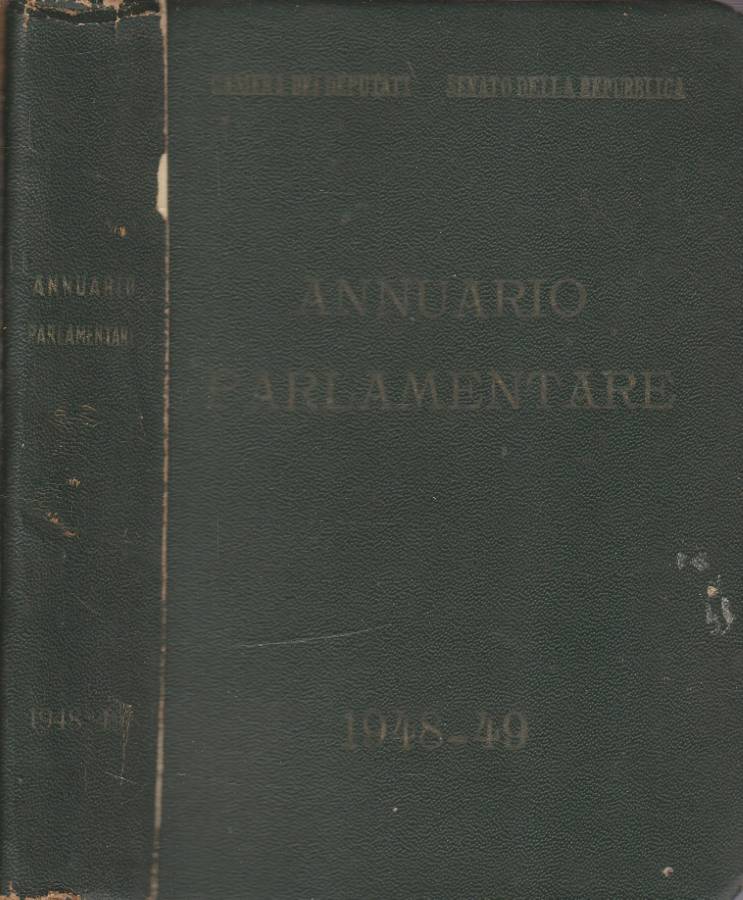 CAMERA DEI DEPUTATI SENATO DELLA REPUBBLICA
ANNUARIO
PARLAMENTARE
1948-49
ANNUARIO
PARLAMENTARE